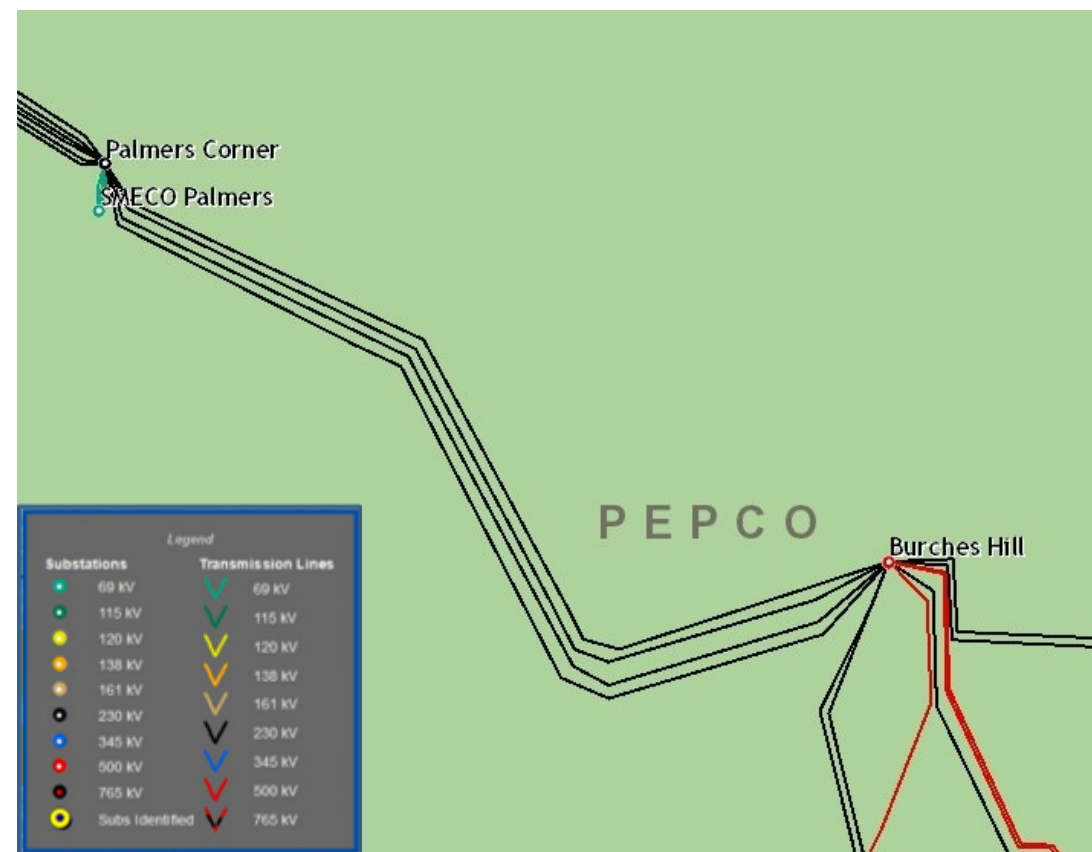 Palmers Corner
SMECO Palmers
PEPCO
Burches Hill
Legend
Substations
Transmission Lines
69 kV
69 kV
115 kV
115 kV
120 kV
120 kV
138 kV
138 kV
161 kV
161 kV
230 kV
230 kV
345 kV
345 kV
500 kV
500 kV
765 kV
765 kV
Subs Identified